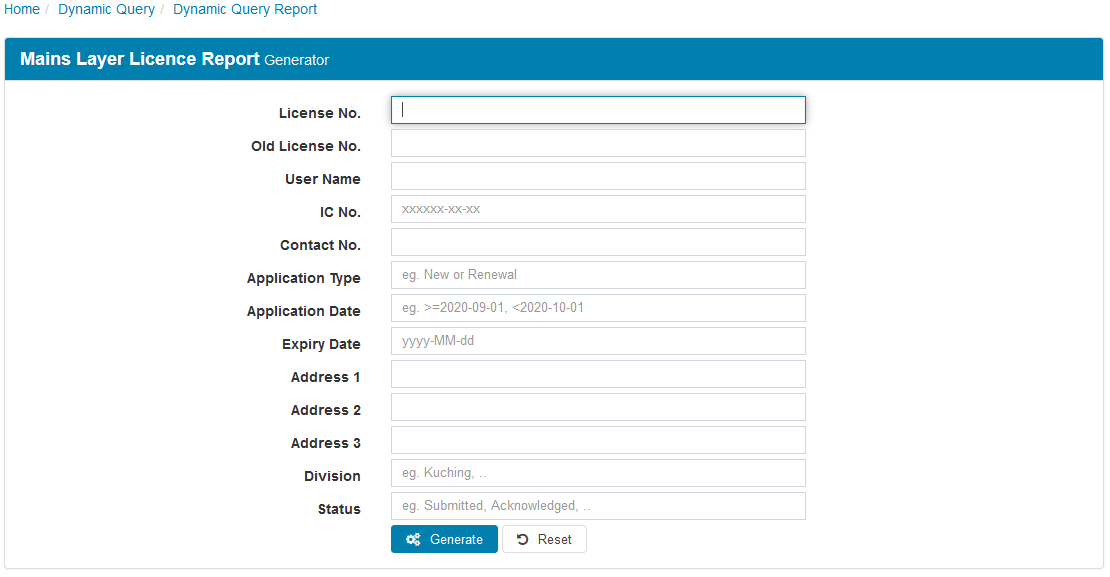 Home / Dynamic Query / Dynamic Query Report
Mains Layer Licence Report Generator
License No.
Old License No.
User Name
IC No. xxxxxx-xx-xx
Contact No.
Application Type eg. New or Renewal
Application Date eg. >=2020-09-01, <2020-10-01
Expiry Date yyyy-MM-dd
Address 1
Address 2
Address 3
Division eg. Kuching, ..
Status eg. Submitted, Acknowledged, ..
Generate Reset